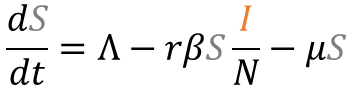 dS/dt = Λ − rβS I/N − μS